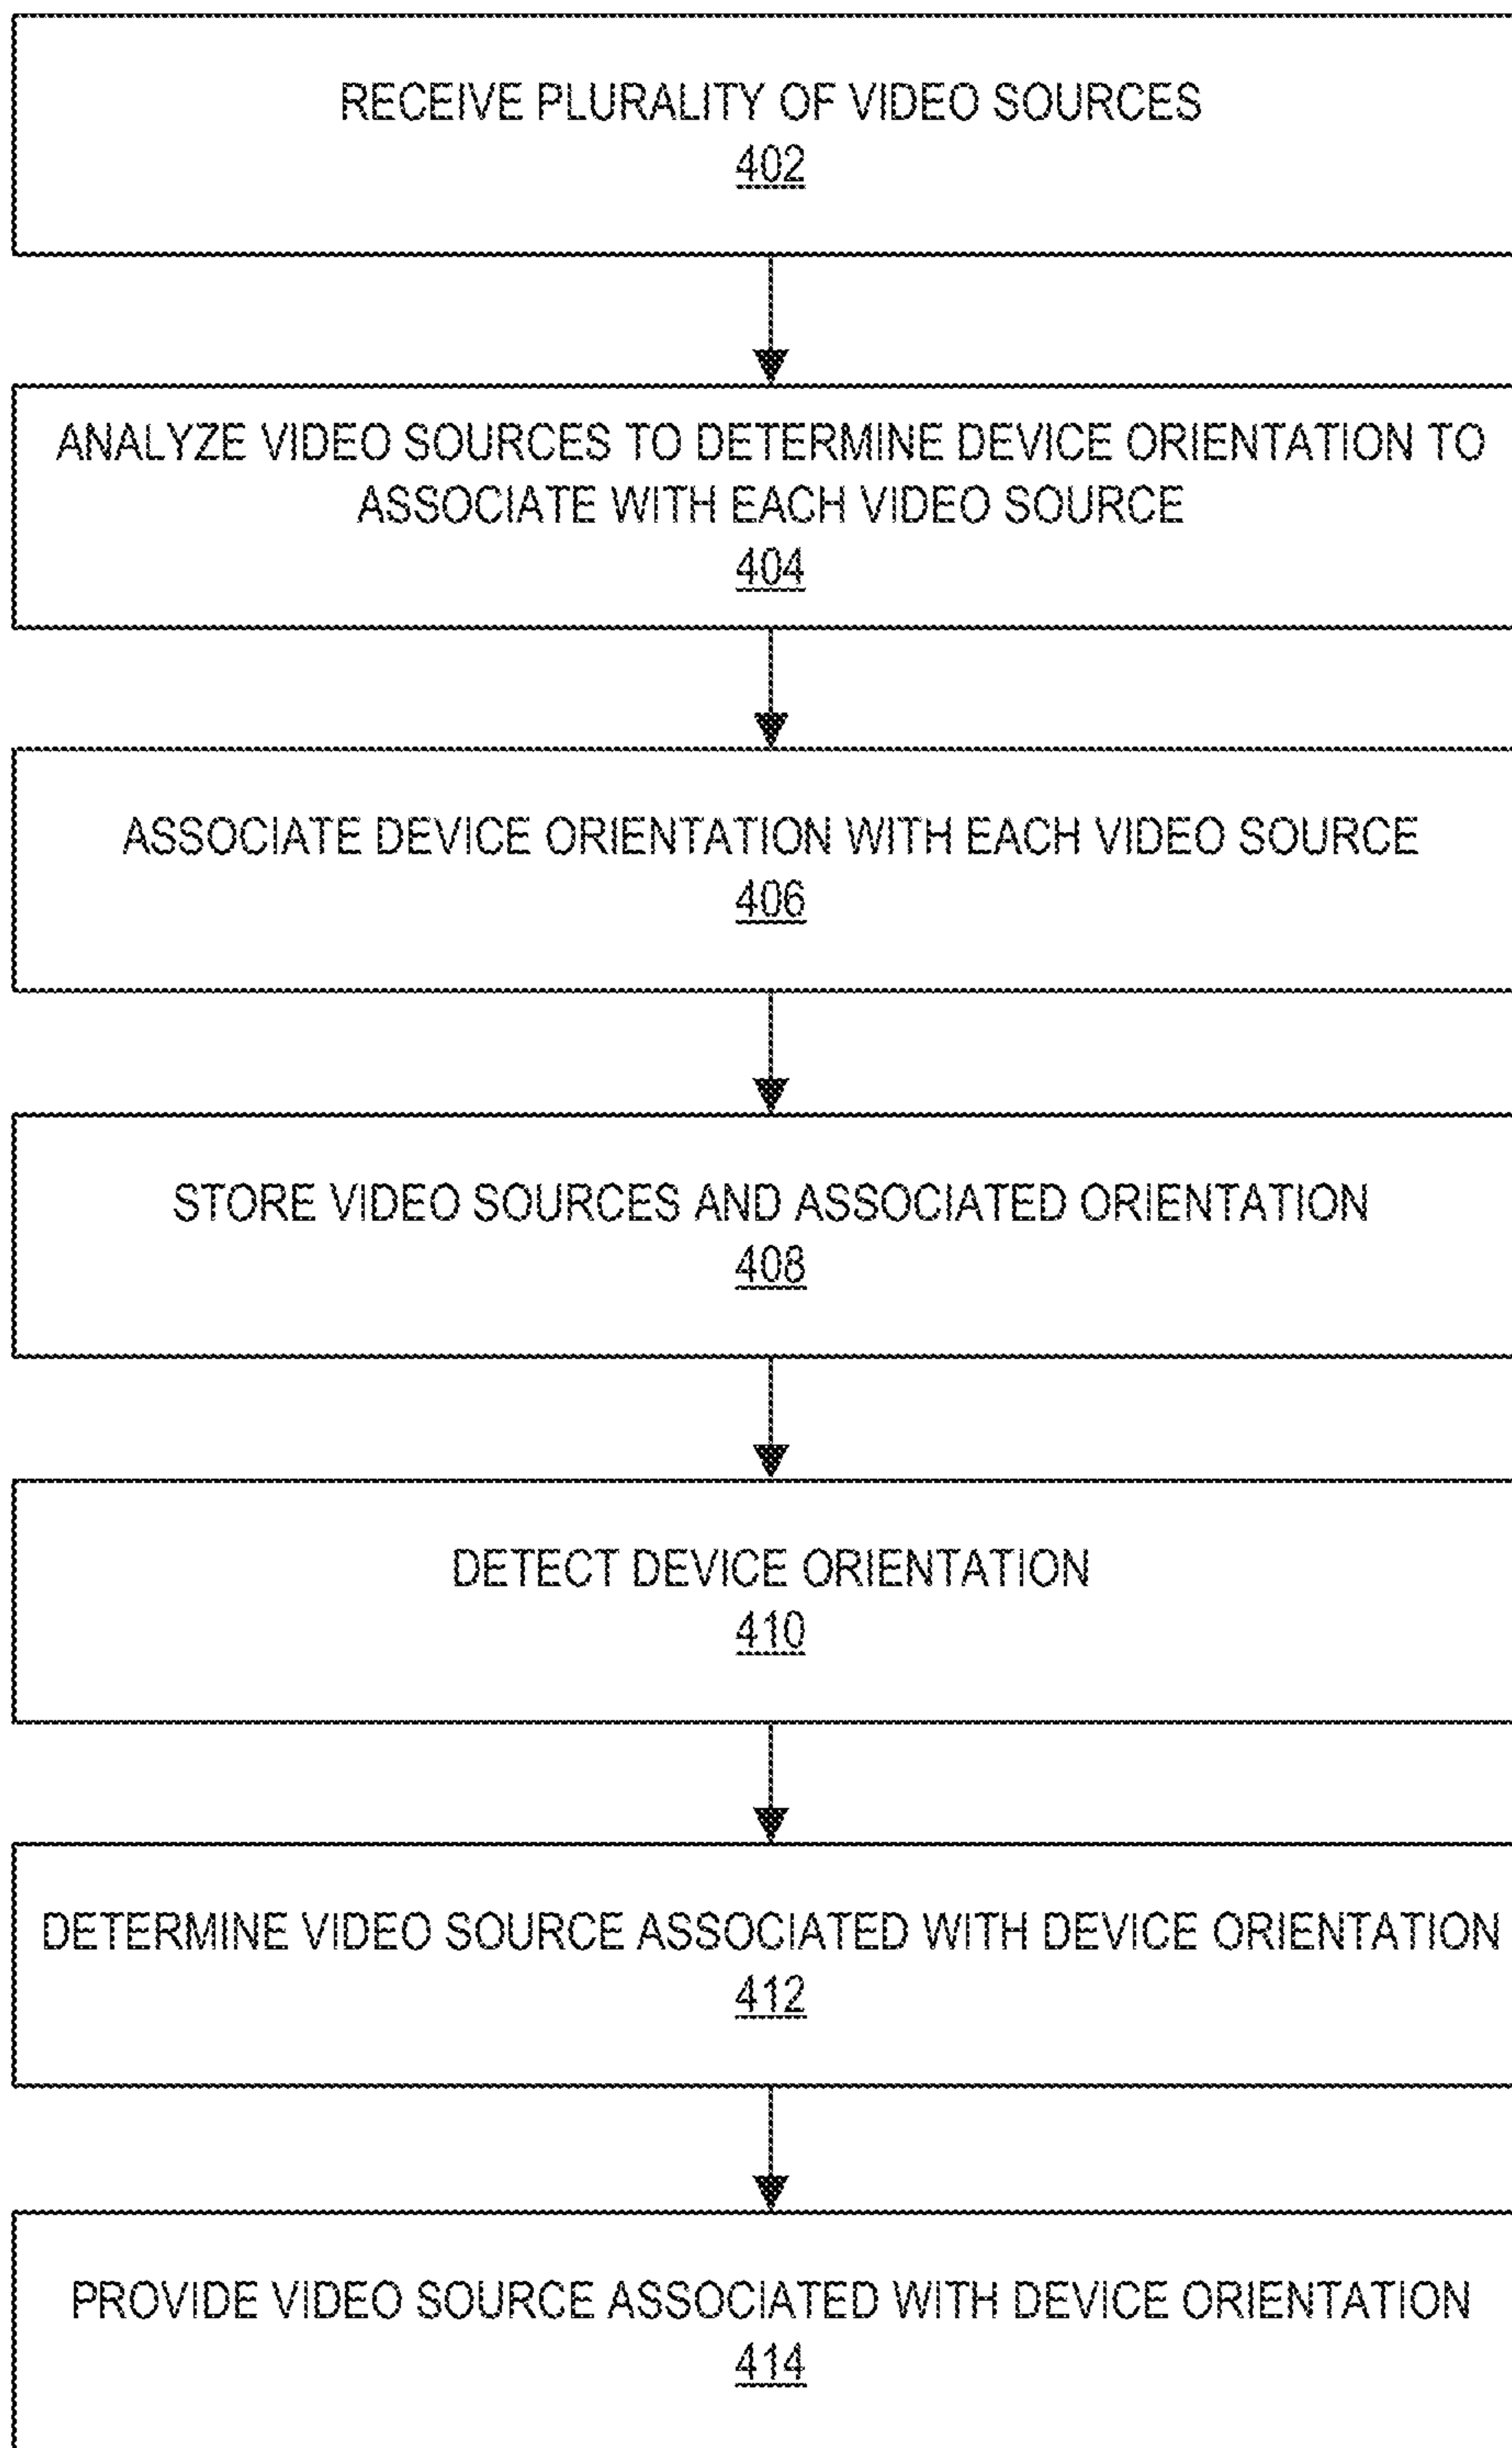 RECEIVE PLURALITY OF VIDEO SOURCES
402
ANALYZE VIDEO SOURCES TO DETERMINE DEVICE ORIENTATION TO
ASSOCIATE WITH EACH VIDEO SOURCE
404
ASSOCIATE DEVICE ORIENTATION WITH EACH VIDEO SOURCE
406
STORE VIDEO SOURCES AND ASSOCIATED ORIENTATION
408
DETECT DEVICE ORIENTATION
410
DETERMINE VIDEO SOURCE ASSOCIATED WITH DEVICE ORIENTATION
412
PROVIDE VIDEO SOURCE ASSOCIATED WITH DEVICE ORIENTATION
414